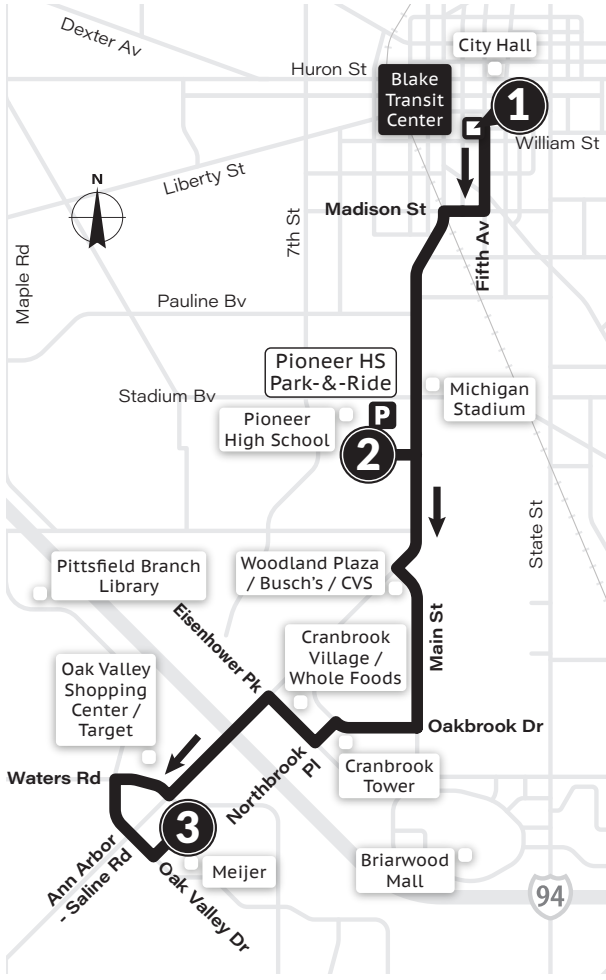 Dexter Av
City Hall
Huron St
Blake
Transit
Center
1
William St
Liberty St
N
Madison St
7th St
Fifth Av
Maple Rd
Pauline Bv
Pioneer HS
Park-&-Ride
Stadium Bv
P
Michigan
Stadium
Pioneer
High School
2
State St
Pittsfield Branch
Library
Woodland Plaza
/ Busch's / CVS
Main St
Eisenhower Pk
Cranbrook
Village /
Whole Foods
Oak Valley
Shopping
Center /
Target
Oakbrook Dr
Northbrook
Pl
Cranbrook
Tower
Waters Rd
3
Ann Arbor
- Saline Rd
Oak Valley Dr
Meijer
Briarwood
Mall
94